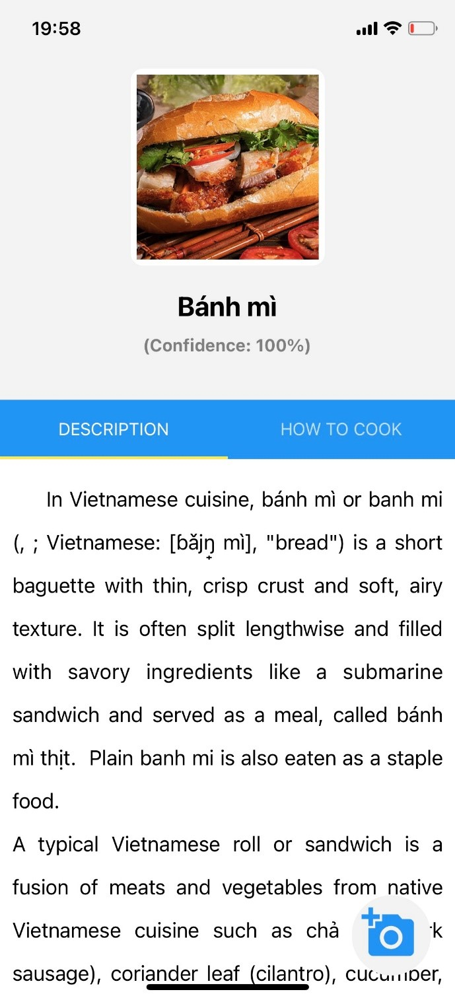 19:58
Bánh mì
(Confidence: 100%)
DESCRIPTION
HOW TO COOK
In Vietnamese cuisine, bánh mì or banh mi
(, ; Vietnamese: [ɓǎjŋ̟ mì], "bread") is a short
baguette with thin, crisp crust and soft, airy
texture. It is often split lengthwise and filled
with savory ingredients like a submarine
sandwich and served as a meal, called bánh
mì thịt. Plain banh mi is also eaten as a staple
food.
A typical Vietnamese roll or sandwich is a
fusion of meats and vegetables from native
Vietnamese cuisine such as chả
sausage), coriander leaf (cilantro), cucumber,